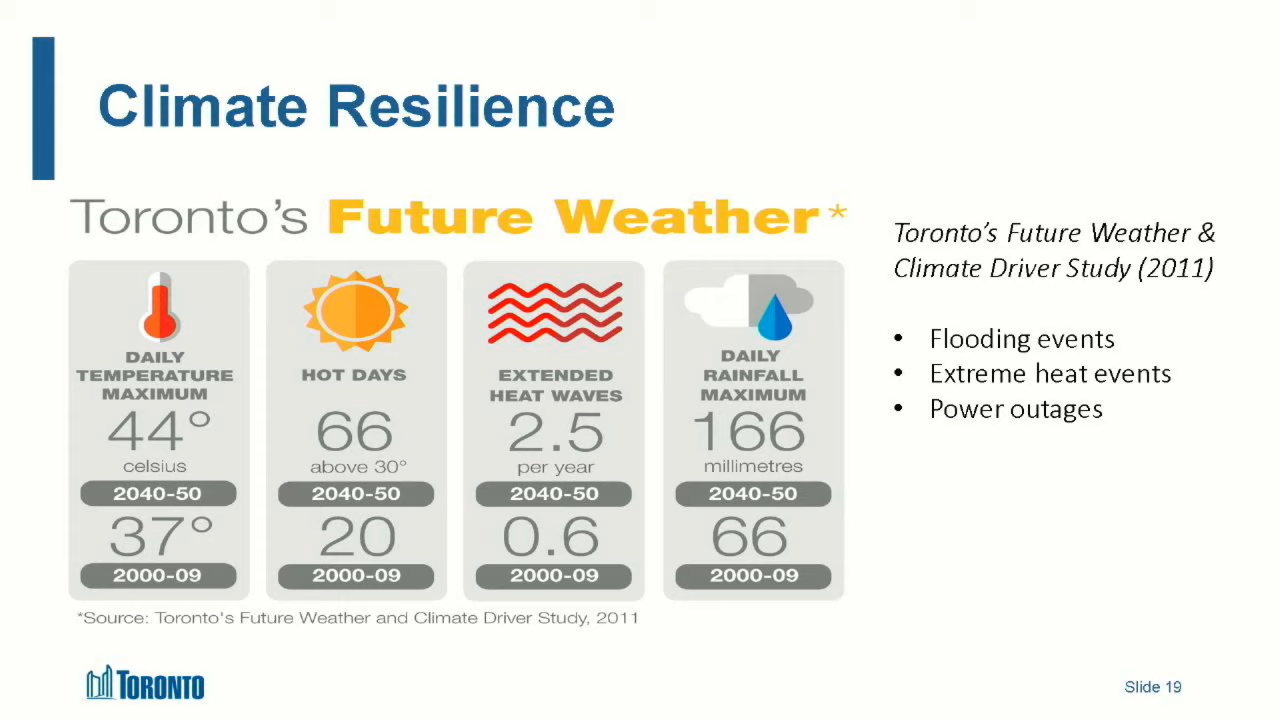 Climate Resilience
Toronto's Future Weather*
DAILY
TEMPERATURE
MAXIMUM
44°
celsius
2040-50
37°
2000-09
HOT DAYS
66
above 30°
2040-50
20
2000-09
EXTENDED
HEAT WAVES
2.5
per year
2040-50
0.6
2000-09
DAILY
RAINFALL
MAXIMUM
166
millimetres
2040-50
66
2000-09
*Source: Toronto's Future Weather and Climate Driver Study, 2011
Toronto's Future Weather &
Climate Driver Study (2011)
• Flooding events
• Extreme heat events
• Power outages
TORONTO
Slide 19